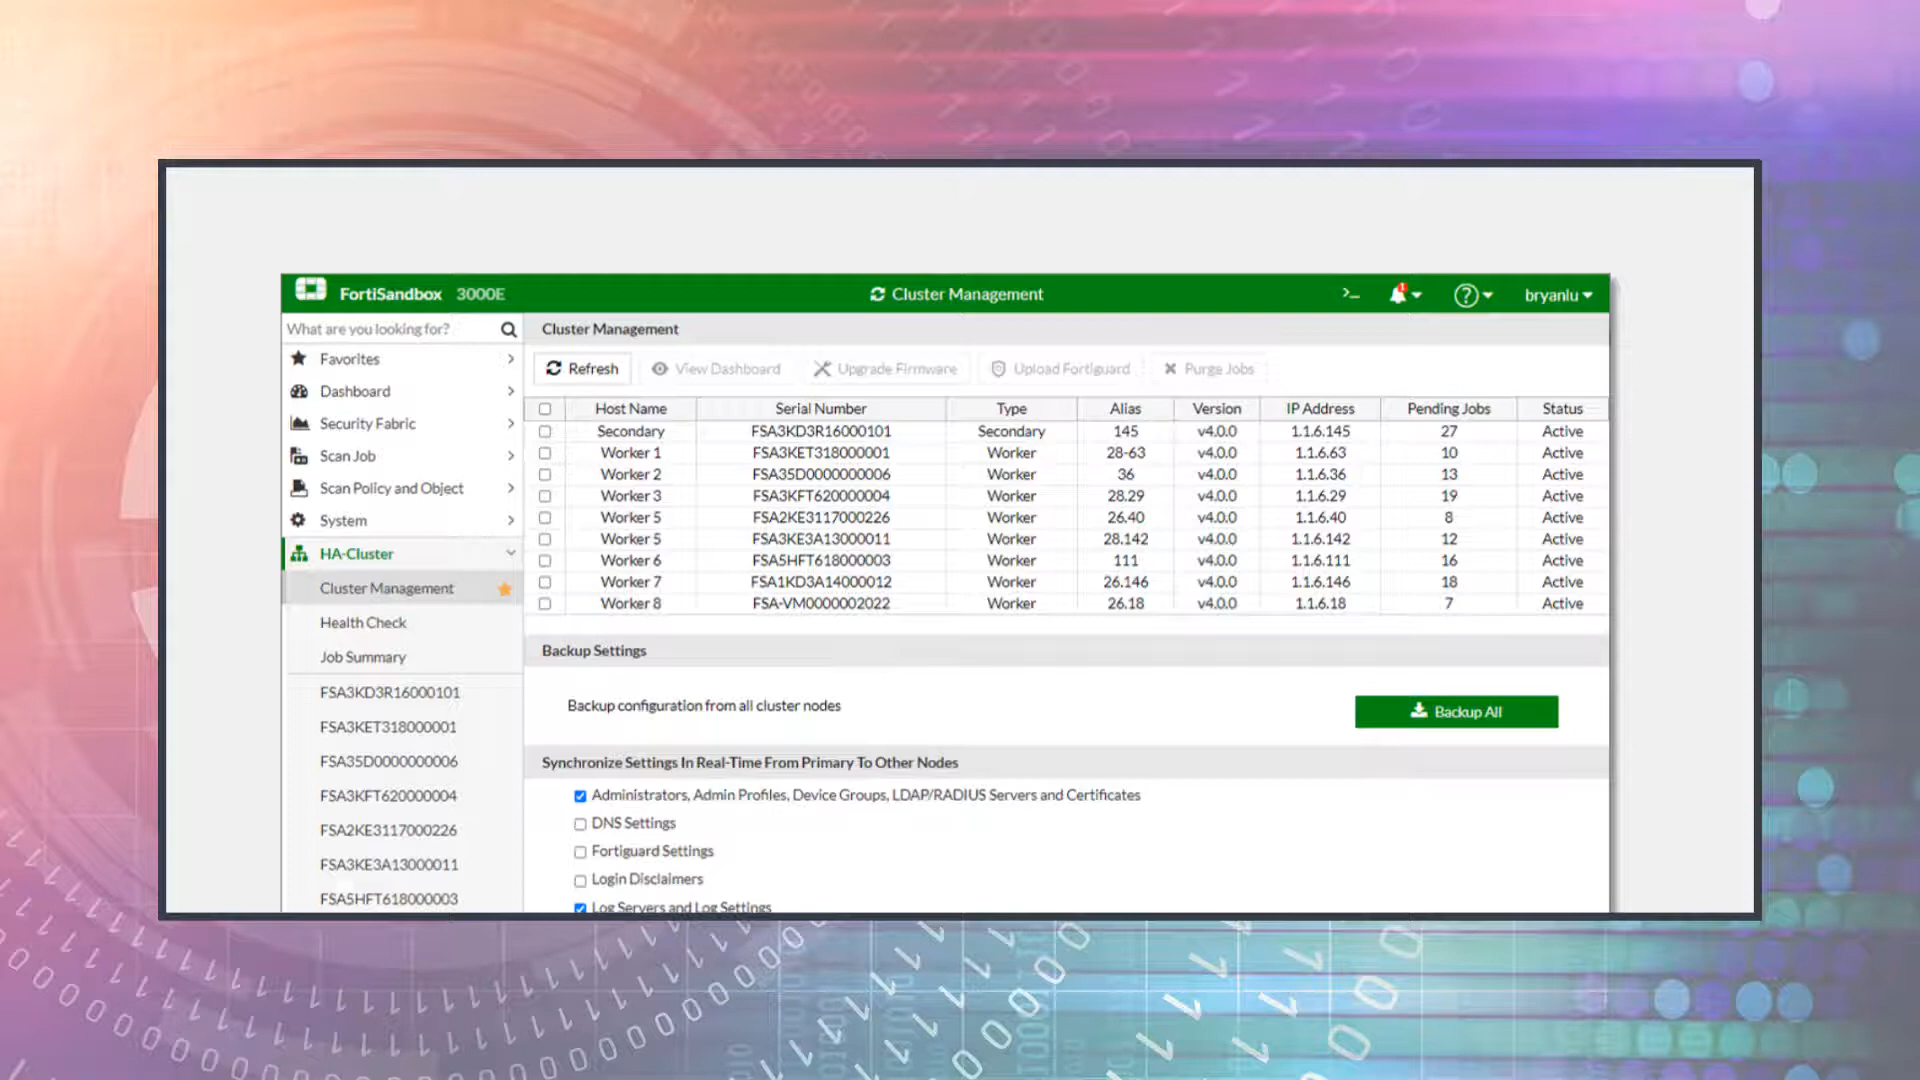 FortiSandbox 3000E
Cluster Management
>_
1
?
bryanlu
What are you looking for?
Favorites
Dashboard
Security Fabric
Scan Job
Scan Policy and Object
System
HA-Cluster
Cluster Management
Health Check
Job Summary
FSA3KD3R16000101
FSA3KET318000001
FSA35D0000000006
FSA3KFT620000004
FSA2KE3117000226
FSA3KE3A13000011
FSA5HFT618000003
Cluster Management
Refresh View Dashboard Upgrade Firmware Upload Fortiguard Purge Jobs
Host Name Serial Number Type Alias Version IP Address Pending Jobs Status
Secondary FSA3KD3R16000101 Secondary 145 v4.0.0 1.1.6.145 27 Active
Worker 1 FSA3KET318000001 Worker 28-63 v4.0.0 1.1.6.63 10 Active
Worker 2 FSA35D0000000006 Worker 36 v4.0.0 1.1.6.36 13 Active
Worker 3 FSA3KFT620000004 Worker 28.29 v4.0.0 1.1.6.29 19 Active
Worker 5 FSA2KE3117000226 Worker 26.40 v4.0.0 1.1.6.40 8 Active
Worker 5 FSA3KE3A13000011 Worker 28.142 v4.0.0 1.1.6.142 12 Active
Worker 6 FSA5HFT618000003 Worker 111 v4.0.0 1.1.6.111 16 Active
Worker 7 FSA1KD3A14000012 Worker 26.146 v4.0.0 1.1.6.146 18 Active
Worker 8 FSA-VM0000002022 Worker 26.18 v4.0.0 1.1.6.18 7 Active
Backup Settings
Backup configuration from all cluster nodes
Backup All
Synchronize Settings In Real-Time From Primary To Other Nodes
Administrators, Admin Profiles, Device Groups, LDAP/RADIUS Servers and Certificates
DNS Settings
Fortiguard Settings
Login Disclaimers
Log Servers and Log Settings